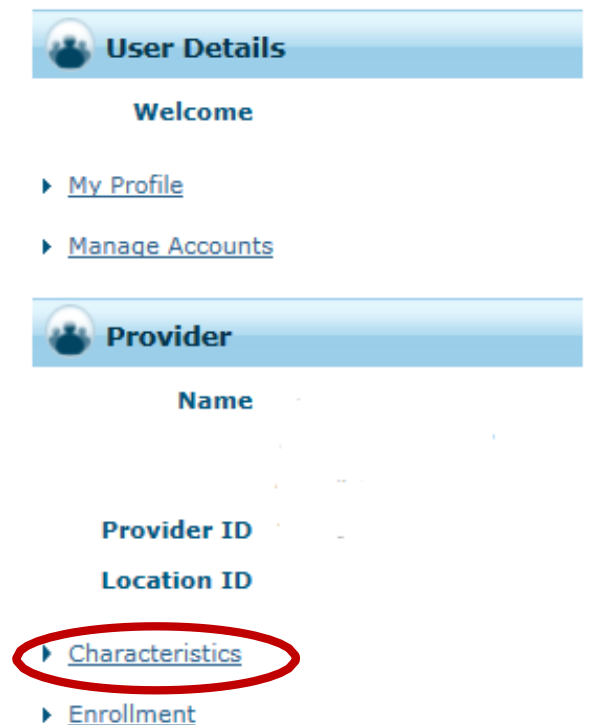 User Details
Welcome
My Profile
Manage Accounts
Provider
Name
Provider ID
Location ID
Characteristics
Enrollment